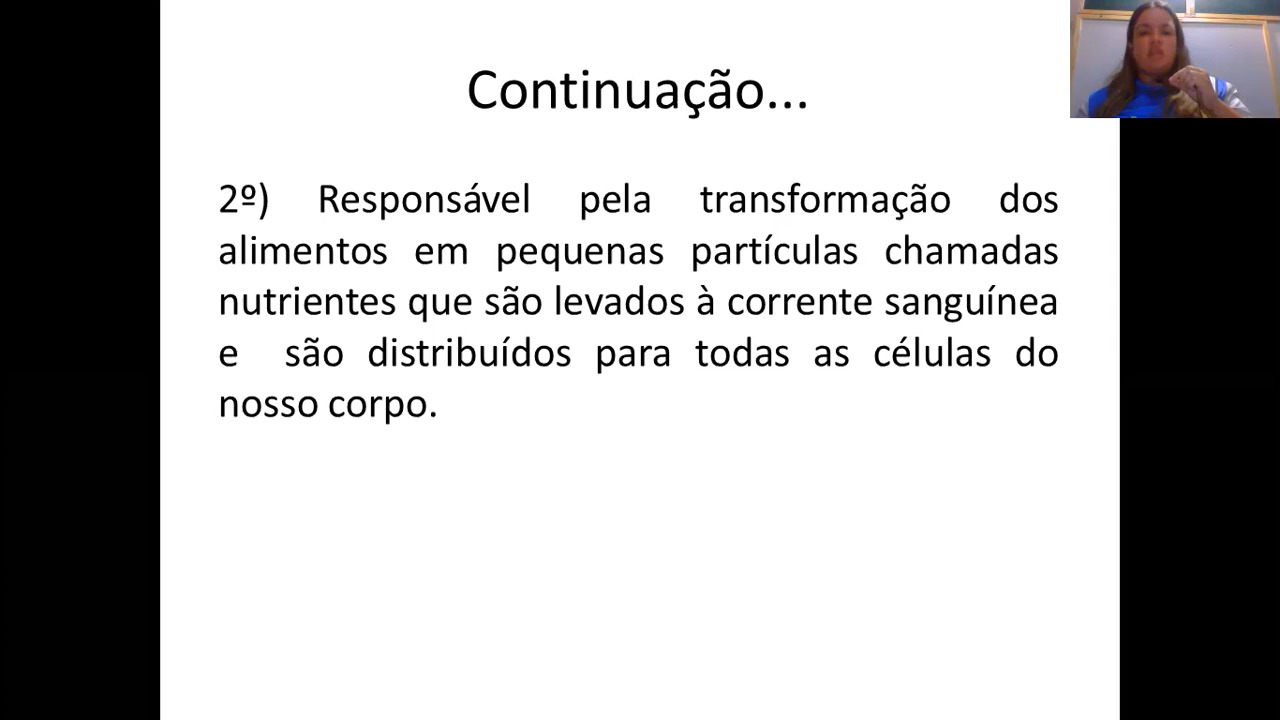 Continuação...
2º) Responsável pela transformação dos
alimentos em pequenas partículas chamadas
nutrientes que são levados à corrente sanguínea
e são distribuídos para todas as células do
nosso corpo.